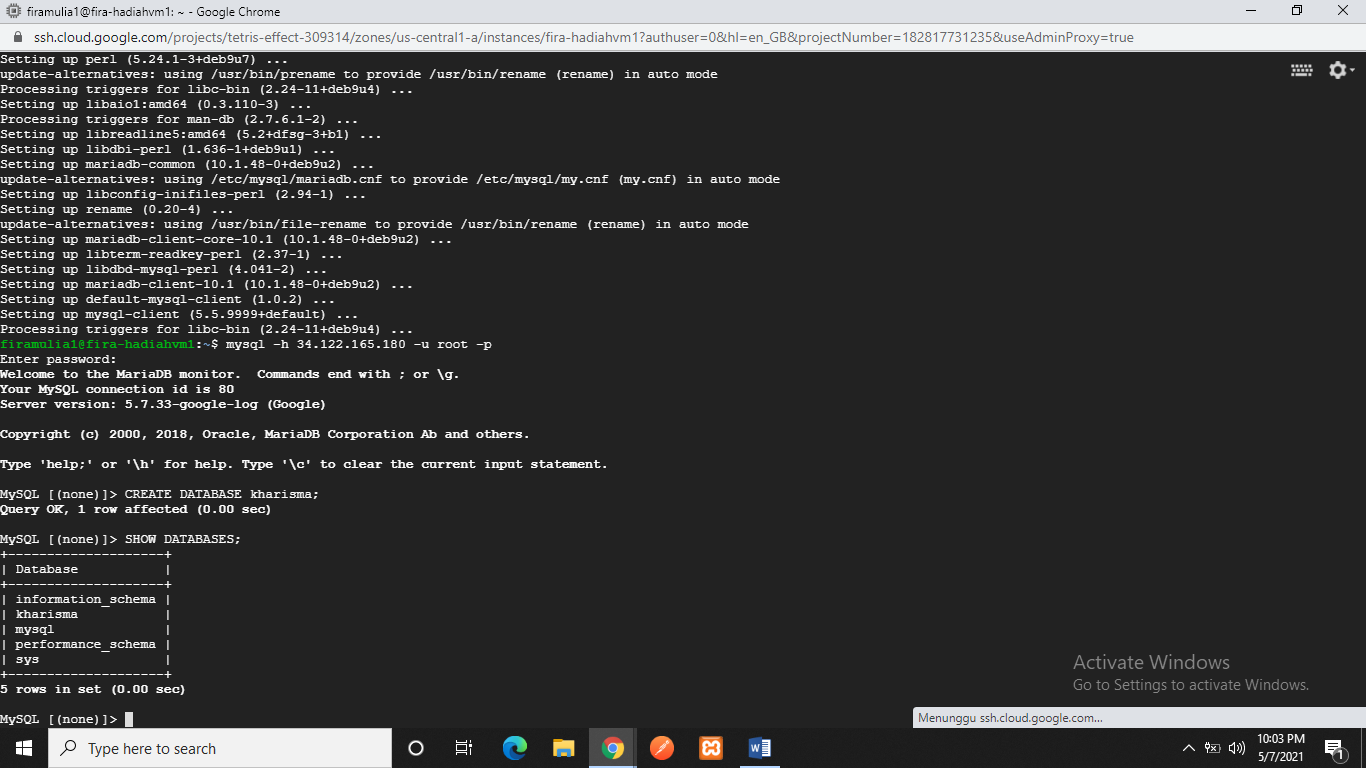 firamulia1@fira-hadiahvm1: ~ - Google Chrome
ssh.cloud.google.com/projects/tetris-effect-309314/zones/us-central1-a/instances/fira-hadiahvm1?authuser=0&hl=en_GB&projectNumber=182817731235&useAdminProxy=true
Setting up perl (5.24.1-3+deb9u7) ...
update-alternatives: using /usr/bin/prename to provide /usr/bin/rename (rename) in auto mode
Processing triggers for libc-bin (2.24-11+deb9u4) ...
Setting up libaio1:amd64 (0.3.110-3) ...
Processing triggers for man-db (2.7.6.1-2) ...
Setting up libreadline5:amd64 (5.2+dfsg-3+b1) ...
Setting up libdbi-perl (1.636-1+deb9u1) ...
Setting up mariadb-common (10.1.48-0+deb9u2) ...
update-alternatives: using /etc/mysql/mariadb.cnf to provide /etc/mysql/my.cnf (my.cnf) in auto mode
Setting up libconfig-inifiles-perl (2.94-1) ...
Setting up rename (0.20-4) ...
update-alternatives: using /usr/bin/file-rename to provide /usr/bin/rename (rename) in auto mode
Setting up mariadb-client-core-10.1 (10.1.48-0+deb9u2) ...
Setting up libterm-readkey-perl (2.37-1) ...
Setting up libdbd-mysql-perl (4.041-2) ...
Setting up mariadb-client-10.1 (10.1.48-0+deb9u2) ...
Setting up default-mysql-client (1.0.2) ...
Setting up mysql-client (5.5.9999+default) ...
Processing triggers for libc-bin (2.24-11+deb9u4) ...
firamulia1@fira-hadiahvm1:~$ mysql -h 34.122.165.180 -u root -p
Enter password:
Welcome to the MariaDB monitor.  Commands end with ; or \g.
Your MySQL connection id is 80
Server version: 5.7.33-google-log (Google)
Copyright (c) 2000, 2018, Oracle, MariaDB Corporation Ab and others.
Type 'help;' or '\h' for help. Type '\c' to clear the current input statement.
MySQL [(none)]> CREATE DATABASE kharisma;
Query OK, 1 row affected (0.00 sec)
MySQL [(none)]> SHOW DATABASES;
+--------------------+
| Database           |
+--------------------+
| information_schema |
| kharisma           |
| mysql              |
| performance_schema |
| sys                |
+--------------------+
5 rows in set (0.00 sec)
MySQL [(none)]>
Activate Windows
Go to Settings to activate Windows.
Menunggu ssh.cloud.google.com...
Type here to search
10:03 PM
5/7/2021
1